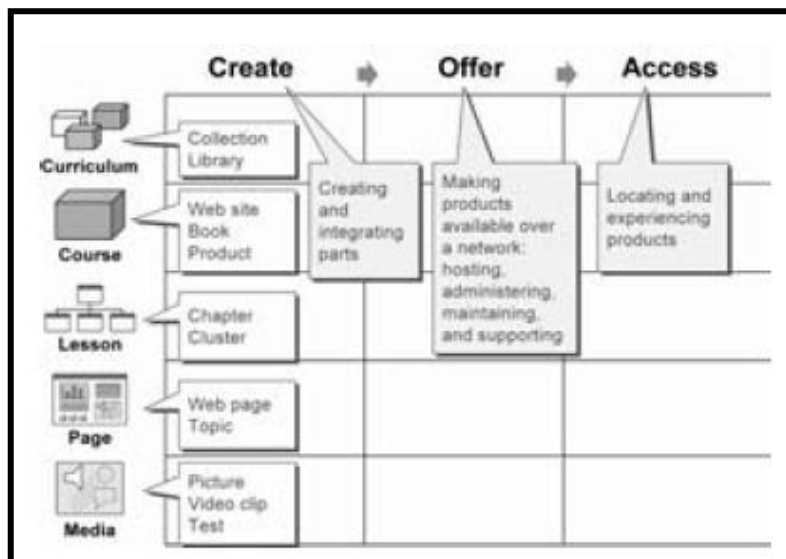 Create
Offer
Access
Curriculum
Collection
Library
Creating
and
integrating
parts
Making
products
available over
a network:
hosting,
administering,
maintaining,
and supporting
Locating and
experiencing
products
Course
Web site
Book
Product
Lesson
Chapter
Cluster
Page
Web page
Topic
Media
Picture
Video clip
Test